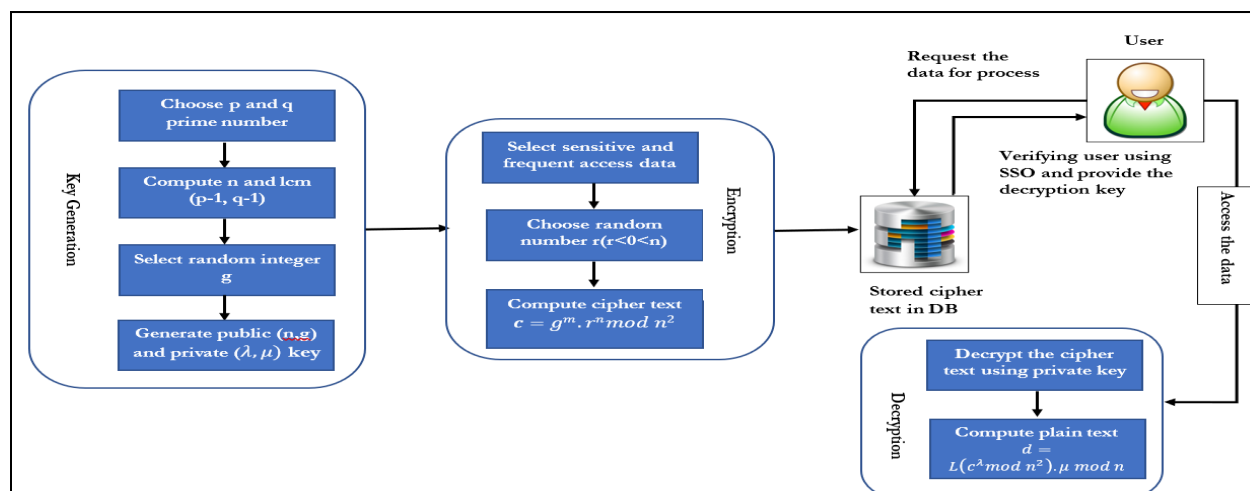 Key Generation
Choose p and q
prime number
Compute n and lcm
(p-1, q-1)
Select random integer
g
Generate public (n,g)
and private (λ, μ) key
Select sensitive and
frequent access data
Choose random
number r(r<0<n)
Compute cipher text
c = g^m. r^n mod n^2
Encryption
Request the
data for process
User
Verifying user using
SSO and provide the
decryption key
Access the data
Stored cipher
text in DB
Decryption
Decrypt the cipher
text using private key
Compute plain text
d =
L(c^λ mod n^2). μ mod n